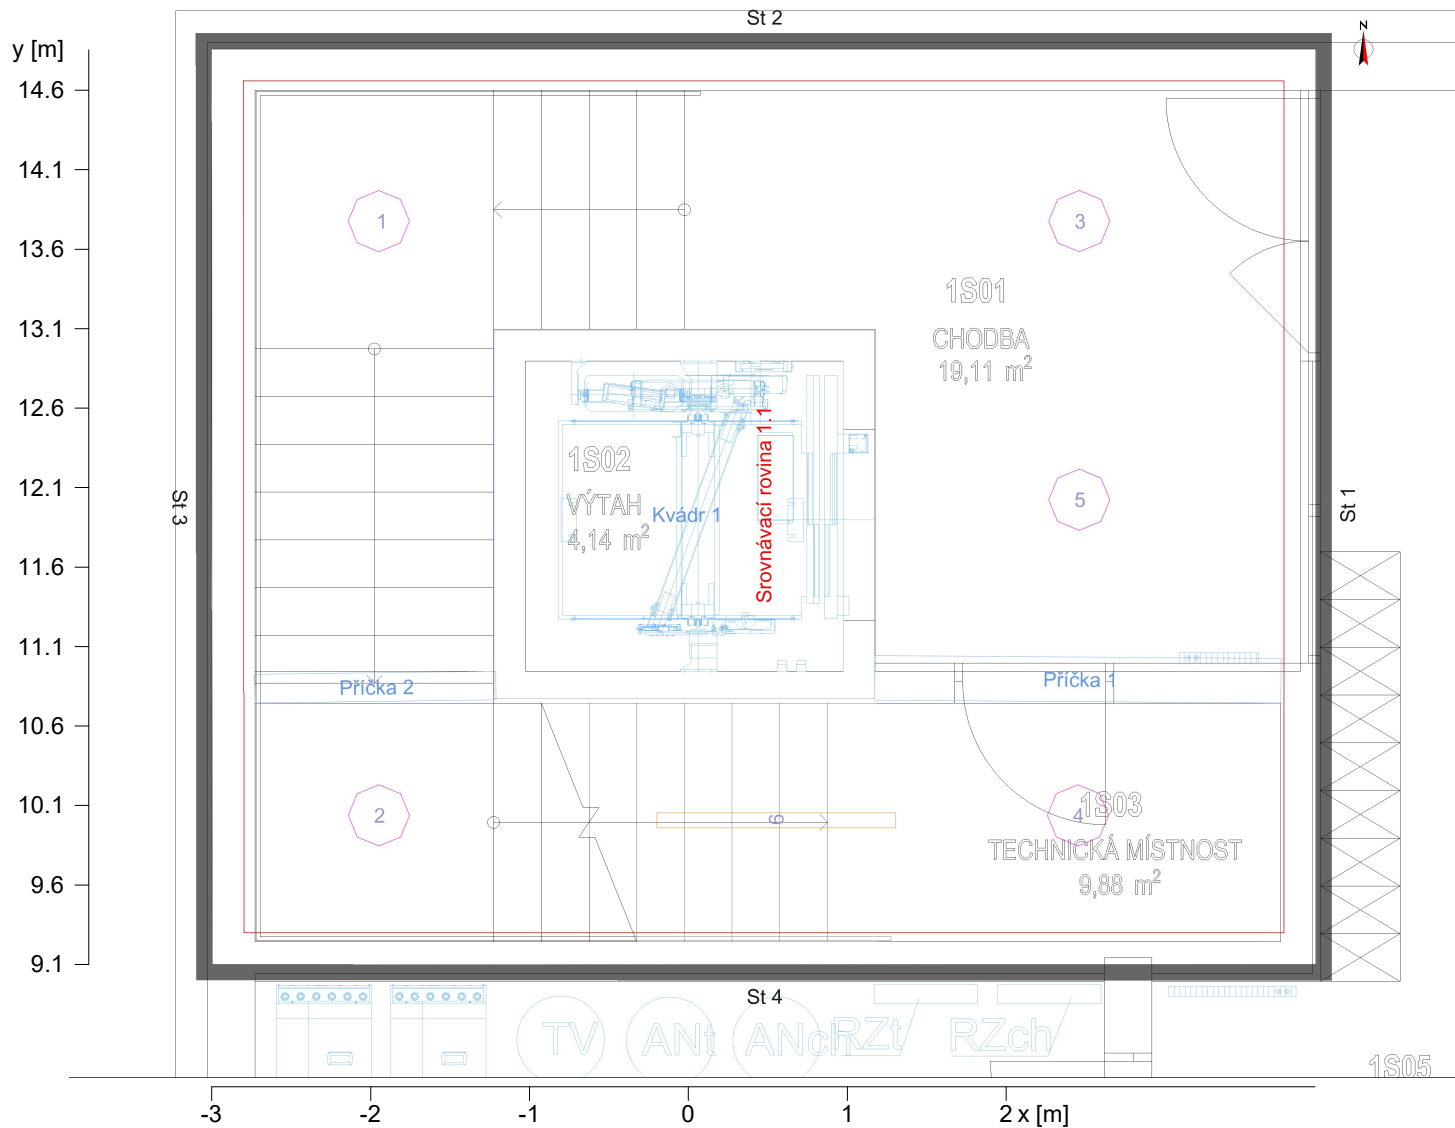 St 2
N
y [m]
14.6
14.1
13.6
13.1
12.6
12.1
11.6
11.1
10.6
10.1
9.6
9.1
1
3
1S01
CHODBA
19,11 m²
1S02
VÝTAH
4,14 m²
Kvádr 1
Srovnávací rovina 1.1
5
St 3
St 1
Příčka 2
Příčka 1
2
6
4
1S03
TECHNICKÁ MÍSTNOST
9,88 m²
St 4
TV
ANt
ANch
RZt
RZch
1S05
-3
-2
-1
0
1
2 x [m]